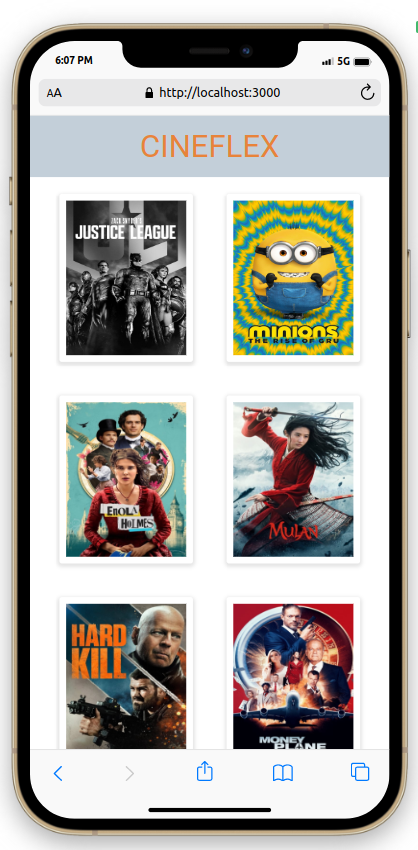 6:07 PM
5G
AA
http://localhost:3000
CINEFLEX
ZACK SNYDER'S
JUSTICE LEAGUE
MINIONS
THE RISE OF GRU
ENOLA
HOLMES
MULAN
HARD
KILL
MONEY
PLANE